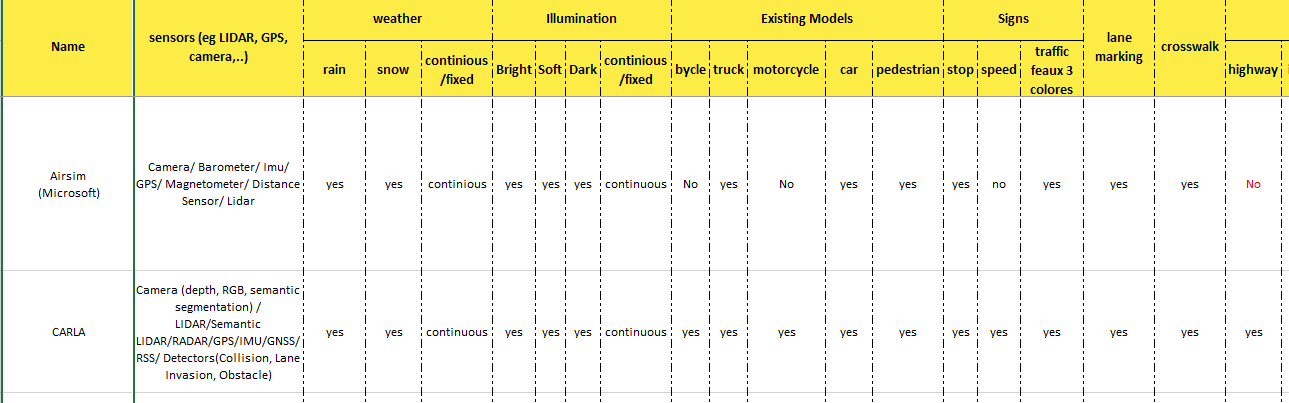 Name
sensors (eg LIDAR, GPS,
camera,..)
weather
Illumination
Existing Models
Signs
lane
marking
crosswalk
rain
snow
continious
/fixed
Bright
Soft
Dark
continious
/fixed
bycle
truck
motorcycle
car
pedestrian
stop
speed
traffic
feaux 3
colores
highway
Airsim
(Microsoft)
Camera/ Barometer/ Imu/
GPS/ Magnetometer/ Distance
Sensor/ Lidar
yes
yes
continious
yes
yes
yes
continuous
No
yes
No
yes
yes
yes
no
yes
yes
yes
No
CARLA
Camera (depth, RGB, semantic
segmentation) /
LIDAR/Semantic
LIDAR/RADAR/GPS/IMU/GNSS/
RSS/ Detectors(Collision, Lane
Invasion, Obstacle)
yes
yes
continuous
yes
yes
yes
continuous
yes
yes
yes
yes
yes
yes
yes
yes
yes
yes
yes